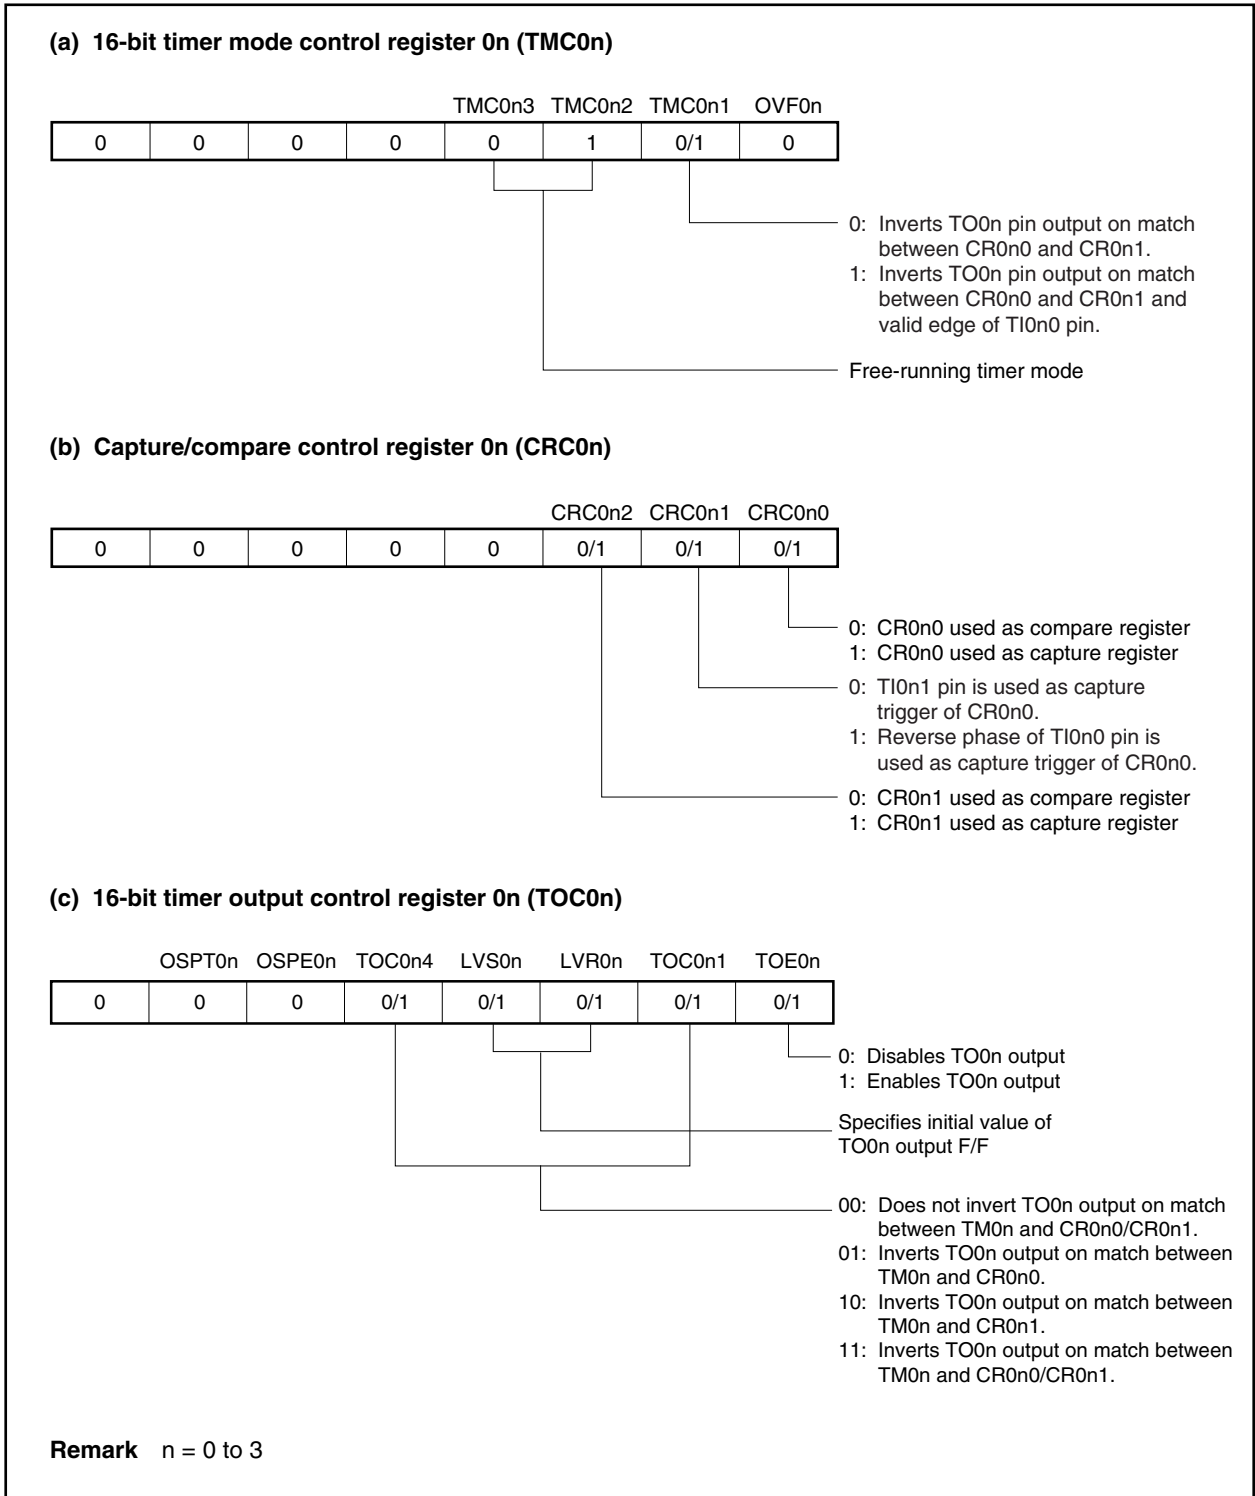 (a) 16-bit timer mode control register 0n (TMC0n)
TMC0n3 TMC0n2 TMC0n1 OVF0n
0 0 0 0 0 1 0/1 0
0: Inverts TO0n pin output on match
between CR0n0 and CR0n1.
1: Inverts TO0n pin output on match
between CR0n0 and CR0n1 and
valid edge of TI0n0 pin.
Free-running timer mode
(b) Capture/compare control register 0n (CRC0n)
CRC0n2 CRC0n1 CRC0n0
0 0 0 0 0 0/1 0/1 0/1
0: CR0n0 used as compare register
1: CR0n0 used as capture register
0: TI0n1 pin is used as capture
trigger of CR0n0.
1: Reverse phase of TI0n0 pin is
used as capture trigger of CR0n0.
0: CR0n1 used as compare register
1: CR0n1 used as capture register
(c) 16-bit timer output control register 0n (TOC0n)
OSPT0n OSPE0n TOC0n4 LVS0n LVR0n TOC0n1 TOE0n
0 0 0 0/1 0/1 0/1 0/1 0/1
0: Disables TO0n output
1: Enables TO0n output
Specifies initial value of
TO0n output F/F
00: Does not invert TO0n output on match
between TM0n and CR0n0/CR0n1.
01: Inverts TO0n output on match between
TM0n and CR0n0.
10: Inverts TO0n output on match between
TM0n and CR0n1.
11: Inverts TO0n output on match between
TM0n and CR0n0/CR0n1.
Remark n = 0 to 3